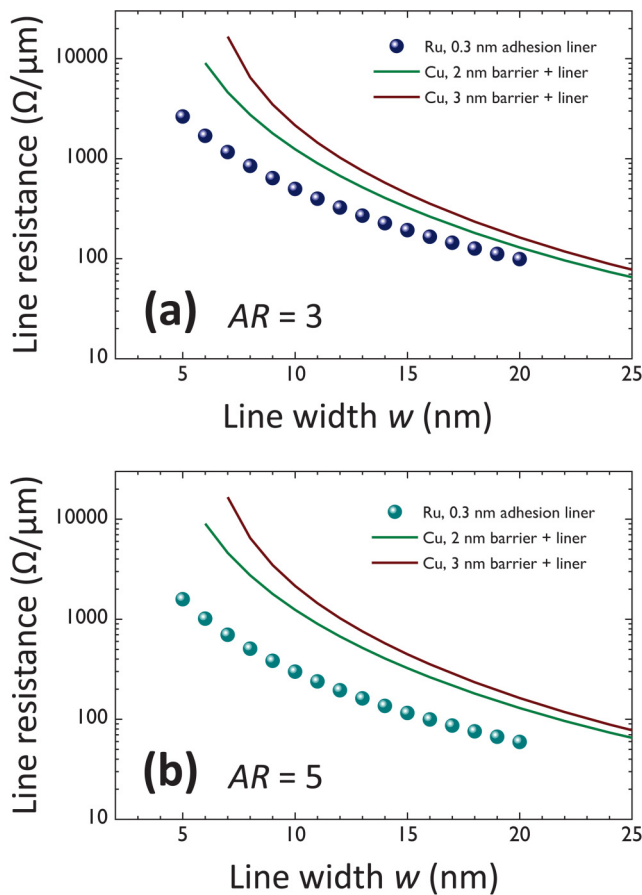 10000
1000
100
10
Line resistance (Ω/μm)
Ru, 0.3 nm adhesion liner
Cu, 2 nm barrier + liner
Cu, 3 nm barrier + liner
(a) AR = 3
5 10 15 20 25
Line width w (nm)
10000
1000
100
10
Line resistance (Ω/μm)
Ru, 0.3 nm adhesion liner
Cu, 2 nm barrier + liner
Cu, 3 nm barrier + liner
(b) AR = 5
5 10 15 20 25
Line width w (nm)